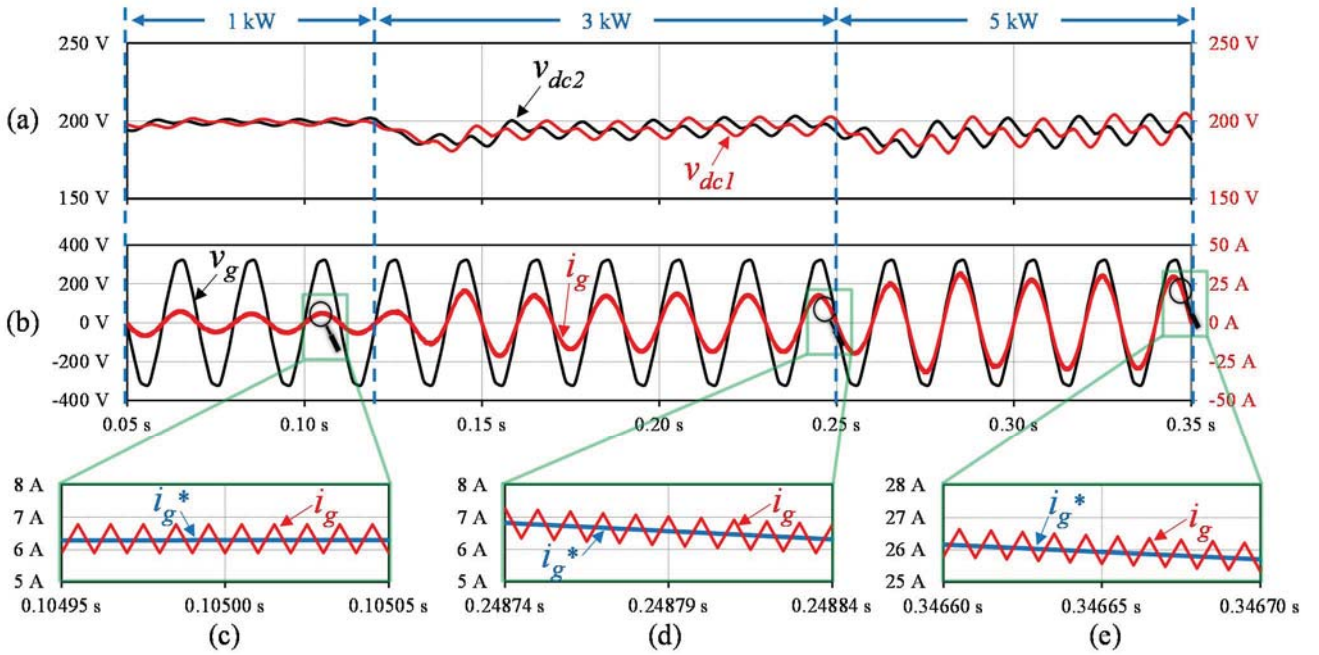 1 kW 3 kW 5 kW
250 V 250 V
v_dc2
(a) 200 V 200 V
v_dc1
150 V 150 V
400 V 50 A
v_g i_g
200 V 25 A
(b) 0 V 0 A
-200 V -25 A
-400 V -50 A
0.05 s 0.10 s 0.15 s 0.20 s 0.25 s 0.30 s 0.35 s
8 A 8 A 28 A
i_g* i_g i_g i_g* i_g
7 A 7 A 27 A
6 A 6 A 26 A
i_g*
5 A 5 A 25 A
0.10495 s 0.10500 s 0.10505 s 0.24874 s 0.24879 s 0.24884 s 0.34660 s 0.34665 s 0.34670 s
(c) (d) (e)